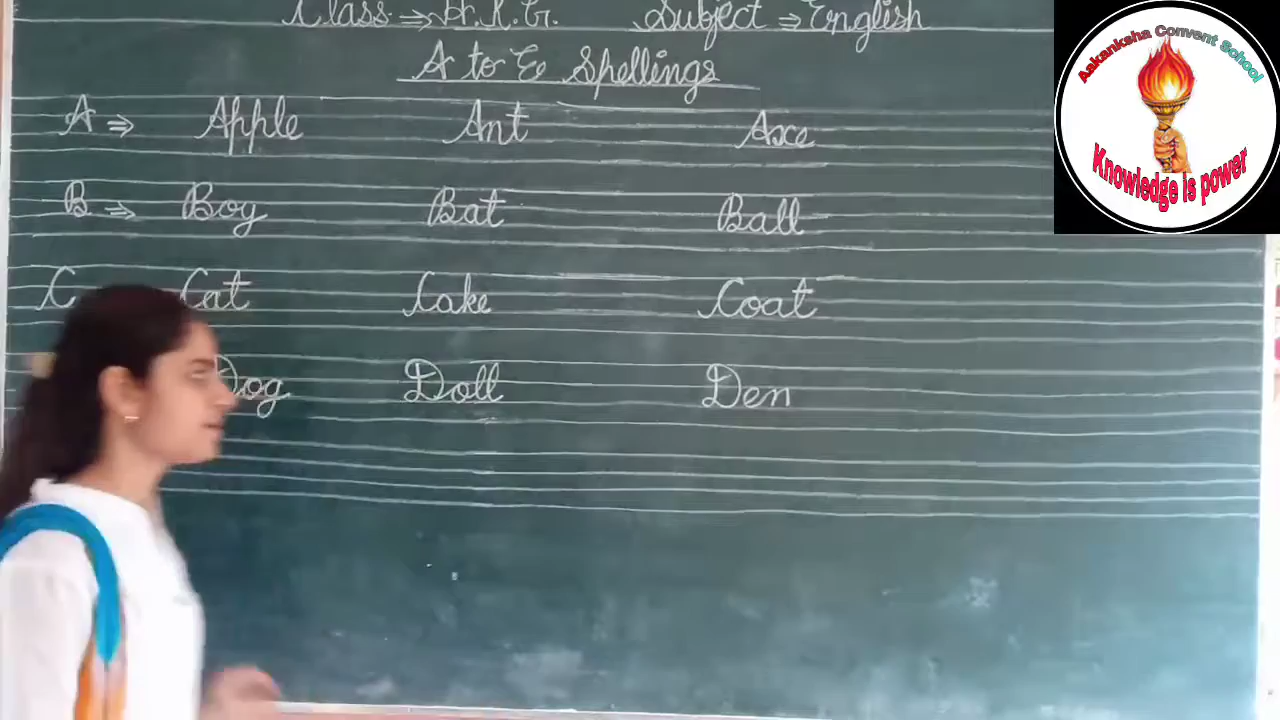 Class ⇒ H.K.G. Subject ⇒ English
A to E Spellings
A ⇒ Apple Ant Axe
B ⇒ Boy Bat Ball
C Cat Cake Coat
Dog Doll Den
Aakanksha Convent School
Knowledge is power